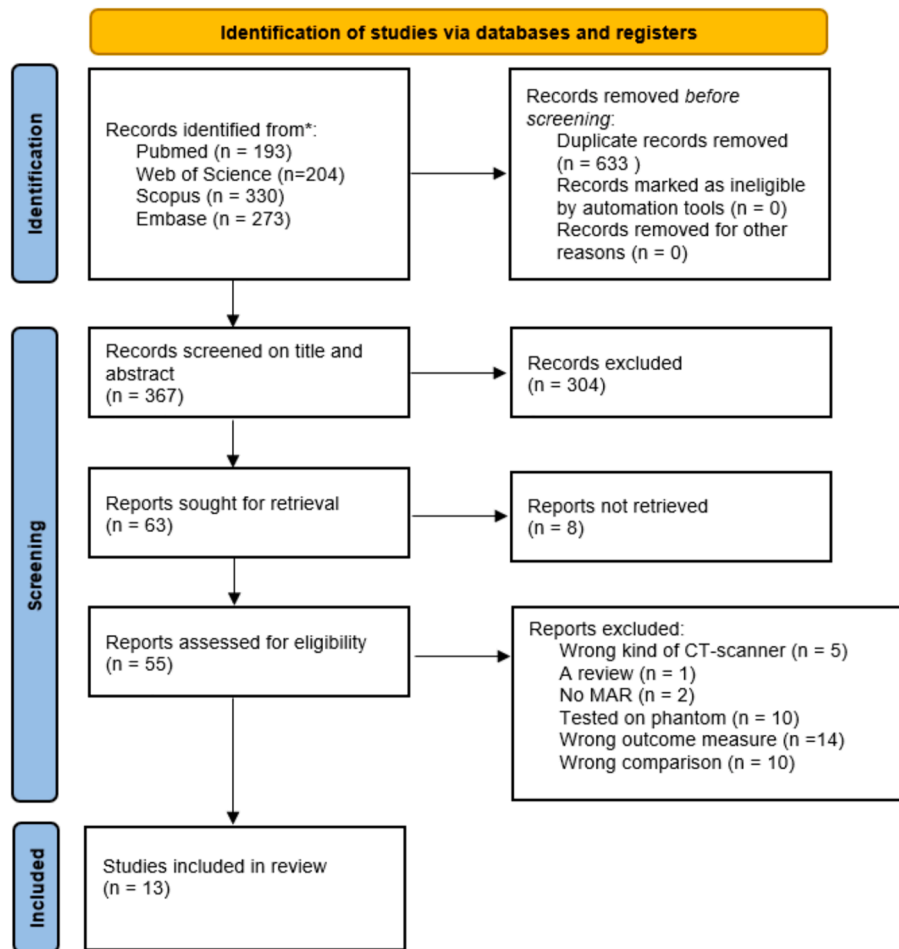 Identification of studies via databases and registers
Identification
Records identified from*:
Pubmed (n = 193)
Web of Science (n=204)
Scopus (n = 330)
Embase (n = 273)
Records removed before
screening:
Duplicate records removed
(n = 633 )
Records marked as ineligible
by automation tools (n = 0)
Records removed for other
reasons (n = 0)
Screening
Records screened on title and
abstract
(n = 367)
Records excluded
(n = 304)
Reports sought for retrieval
(n = 63)
Reports not retrieved
(n = 8)
Reports assessed for eligibility
(n = 55)
Reports excluded:
Wrong kind of CT-scanner (n = 5)
A review (n = 1)
No MAR (n = 2)
Tested on phantom (n = 10)
Wrong outcome measure (n =14)
Wrong comparison (n = 10)
Included
Studies included in review
(n = 13)